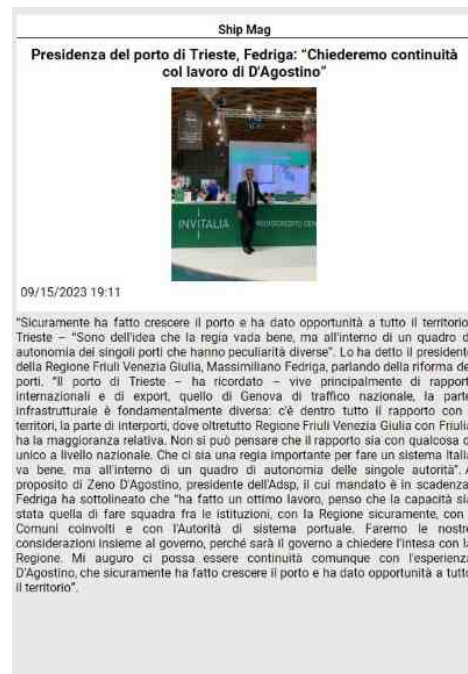 Ship Mag
Presidenza del porto di Trieste, Fedriga: “Chiederemo continuità
col lavoro di D'Agostino”
INVITALIA
09/15/2023 19:11
“Sicuramente ha fatto crescere il porto e ha dato opportunità a tutto il territorio
Trieste – “Sono dell'idea che la regia vada bene, ma all'interno di un quadro d
autonomia dei singoli porti che hanno peculiarità diverse”. Lo ha detto il presidente
della Regione Friuli Venezia Giulia, Massimiliano Fedriga, parlando della riforma de
porti. “Il porto di Trieste – ha ricordato – vive principalmente di rapport
internazionali e di export, quello di Genova di traffico nazionale, la parte
infrastrutturale è fondamentalmente diversa: c'è dentro tutto il rapporto con
territori, la parte di interporti, dove oltretutto Regione Friuli Venezia Giulia con Friulia
ha la maggioranza relativa. Non si può pensare che il rapporto sia con qualcosa d
unico a livello nazionale. Che ci sia una regia importante per fare un sistema Itali
va bene, ma all'interno di un quadro di autonomia delle singole autorità”.
proposito di Zeno D'Agostino, presidente dell'Adsp, il cui mandato è in scadenza
Fedriga ha sottolineato che “ha fatto un ottimo lavoro, penso che la capacità sia
stata quella di fare squadra fra le istituzioni, con la Regione sicuramente, con
Comuni coinvolti e con l'Autorità di sistema portuale. Faremo le nostre
considerazioni insieme al governo, perché sarà il governo a chiedere l'intesa con la
Regione. Mi auguro ci possa essere continuità comunque con l'esperienza
D'Agostino, che sicuramente ha fatto crescere il porto e ha dato opportunità a tutto
il territorio”.